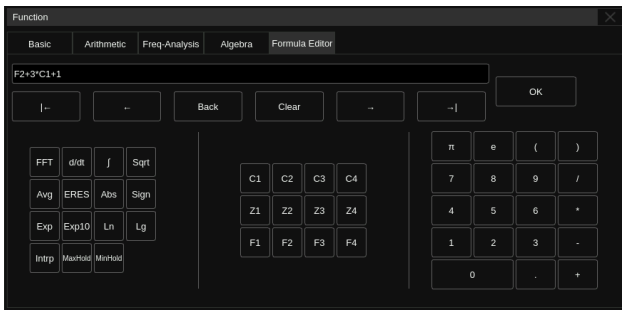 Function
Basic Arithmetic Freq-Analysis Algebra Formula Editor
F2+3*C1+1
OK
|← ← Back Clear → →|
π e ( )
FFT d/dt ∫ Sqrt
C1 C2 C3 C4
7 8 9 /
Avg ERES Abs Sign
Z1 Z2 Z3 Z4
4 5 6 *
Exp Exp10 Ln Lg
F1 F2 F3 F4
1 2 3 -
Intrp MaxHold MinHold
0 . +